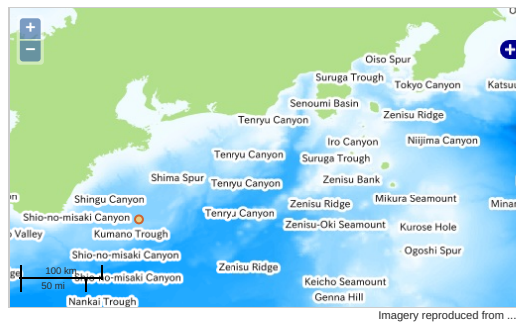 +
−
O
Oiso Spur
Suruga Trough
Tokyo Canyon
Katsu
Senoumi Basin
Zenisu Ridge
Tenryu Canyon
Iro Canyon
Niijima Canyon
Tenryu Canyon
Suruga Trough
Shima Spur
Tenryu Canyon
Zenisu Bank
on
Shingu Canyon
Mikura Seamount
Zenisu Ridge
Minam
Shio-no-misaki Canyon
Tenryu Canyon
o Valley
Kumano Trough
Zenisu-Oki Seamount
Kurose Hole
Shio-no-misaki Canyon
Ogoshi Spur
Zenisu Ridge
ge
100 km
Shio-no-misaki Canyon
50 mi
Keicho Seamount
Nankai Trough
Genna Hill
Imagery reproduced from ...